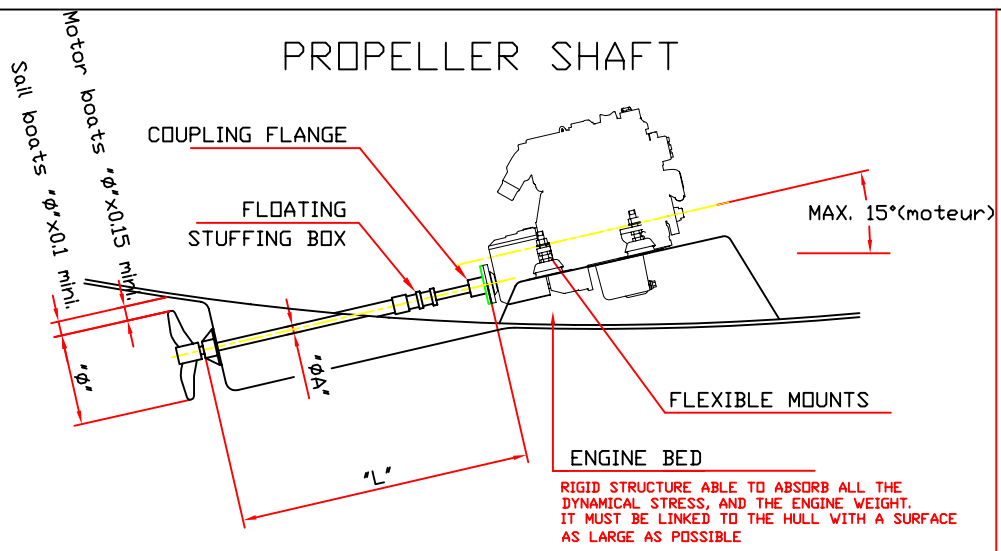 PROPELLER SHAFT
Motor boats "ø"x0.15 mini.
Sail boats "ø"x0.1 mini.
COUPLING FLANGE
FLOATING
STUFFING BOX
MAX. 15°(moteur)
"ø"
"øA"
"L"
FLEXIBLE MOUNTS
ENGINE BED
RIGID STRUCTURE ABLE TO ABSORB ALL THE
DYNAMICAL STRESS, AND THE ENGINE WEIGHT.
IT MUST BE LINKED TO THE HULL WITH A SURFACE
AS LARGE AS POSSIBLE